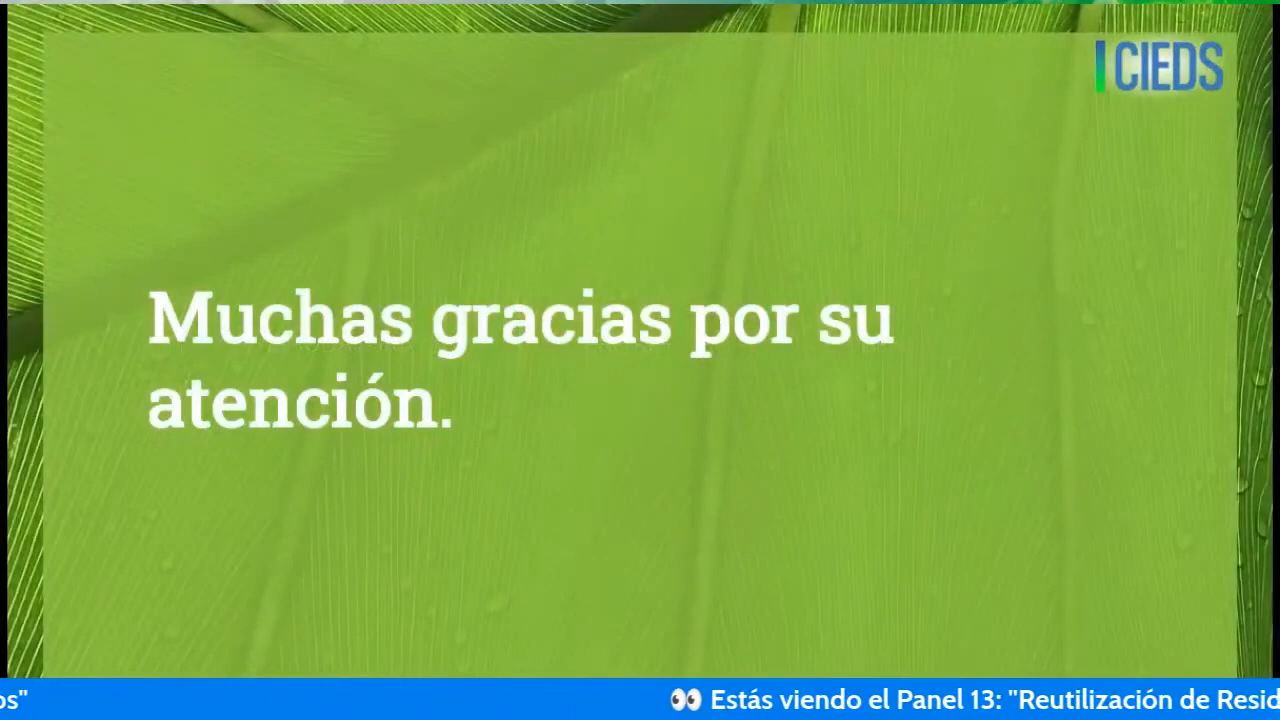 CIEDS
Muchas gracias por su
atención.
os" 👀 Estás viendo el Panel 13: "Reutilización de Resid